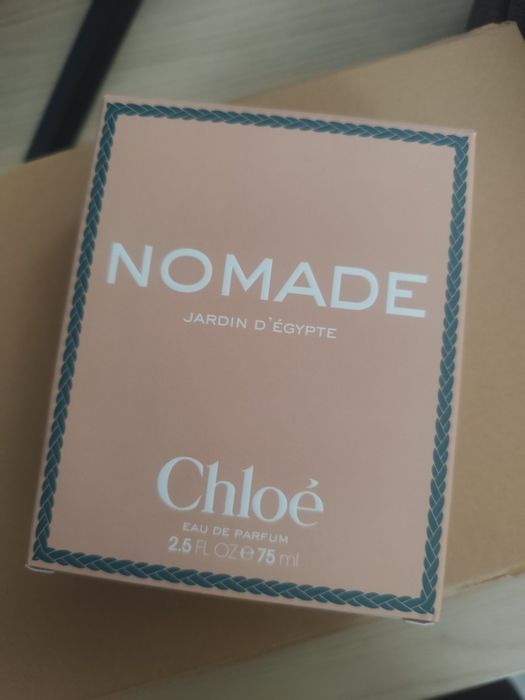 NOMADE
JARDIN D'ÉGYPTE
Chloé
EAU DE PARFUM
2.5 FL OZ e 75 ml